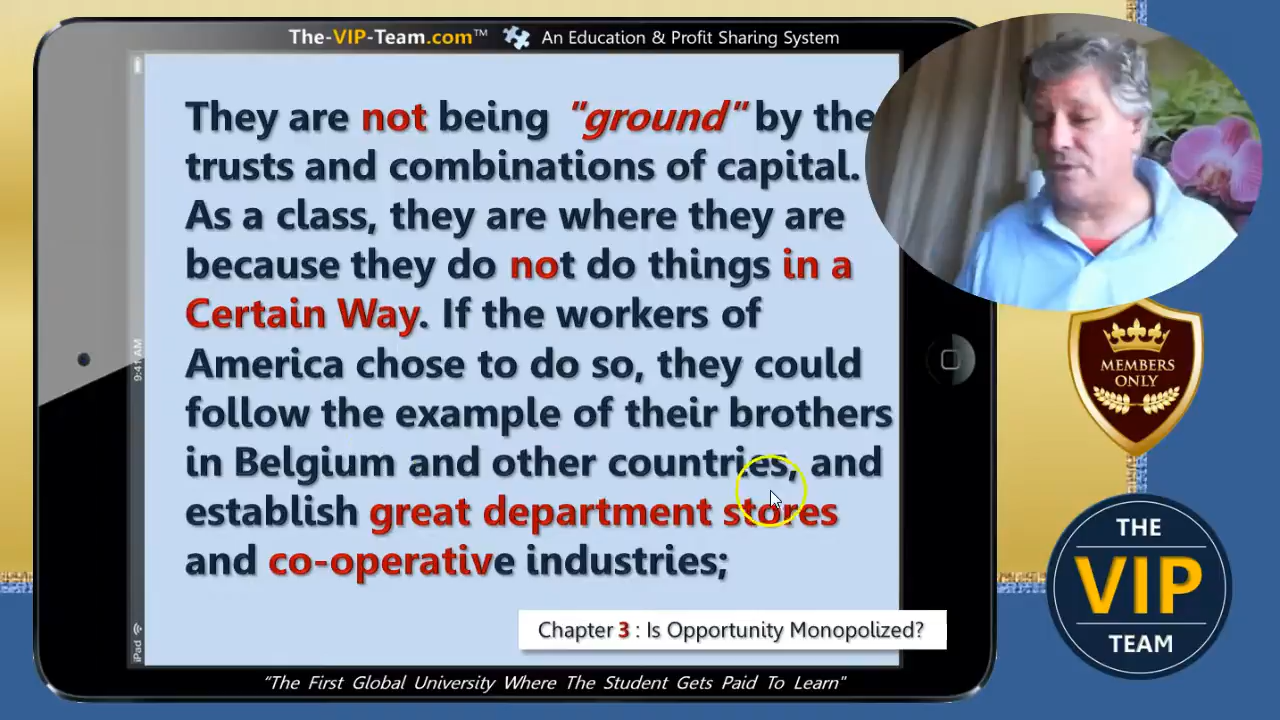 The-VIP-Team.com™ An Education & Profit Sharing System
They are not being "ground" by the
trusts and combinations of capital.
As a class, they are where they are
because they do not do things in a
Certain Way. If the workers of
America chose to do so, they could
follow the example of their brothers
in Belgium and other countries, and
establish great department stores
and co-operative industries;
Chapter 3 : Is Opportunity Monopolized?
"The First Global University Where The Student Gets Paid To Learn"
9:41 AM
iPad
MEMBERS
ONLY
THE
VIP
TEAM